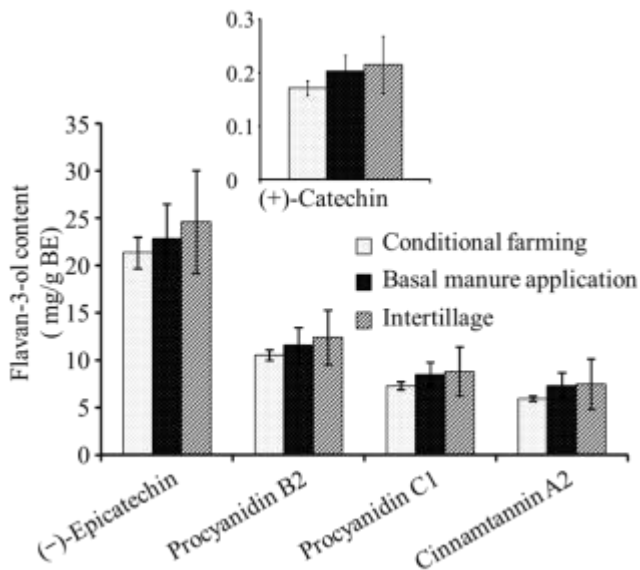 0.3
0.2
0.1
0
(+)-Catechin
35
30
25
20
15
10
5
0
Flavan-3-ol content
( mg/g BE)
Conditional farming
Basal manure application
Intertillage
(−)-Epicatechin
Procyanidin B2
Procyanidin C1
Cinnamtannin A2